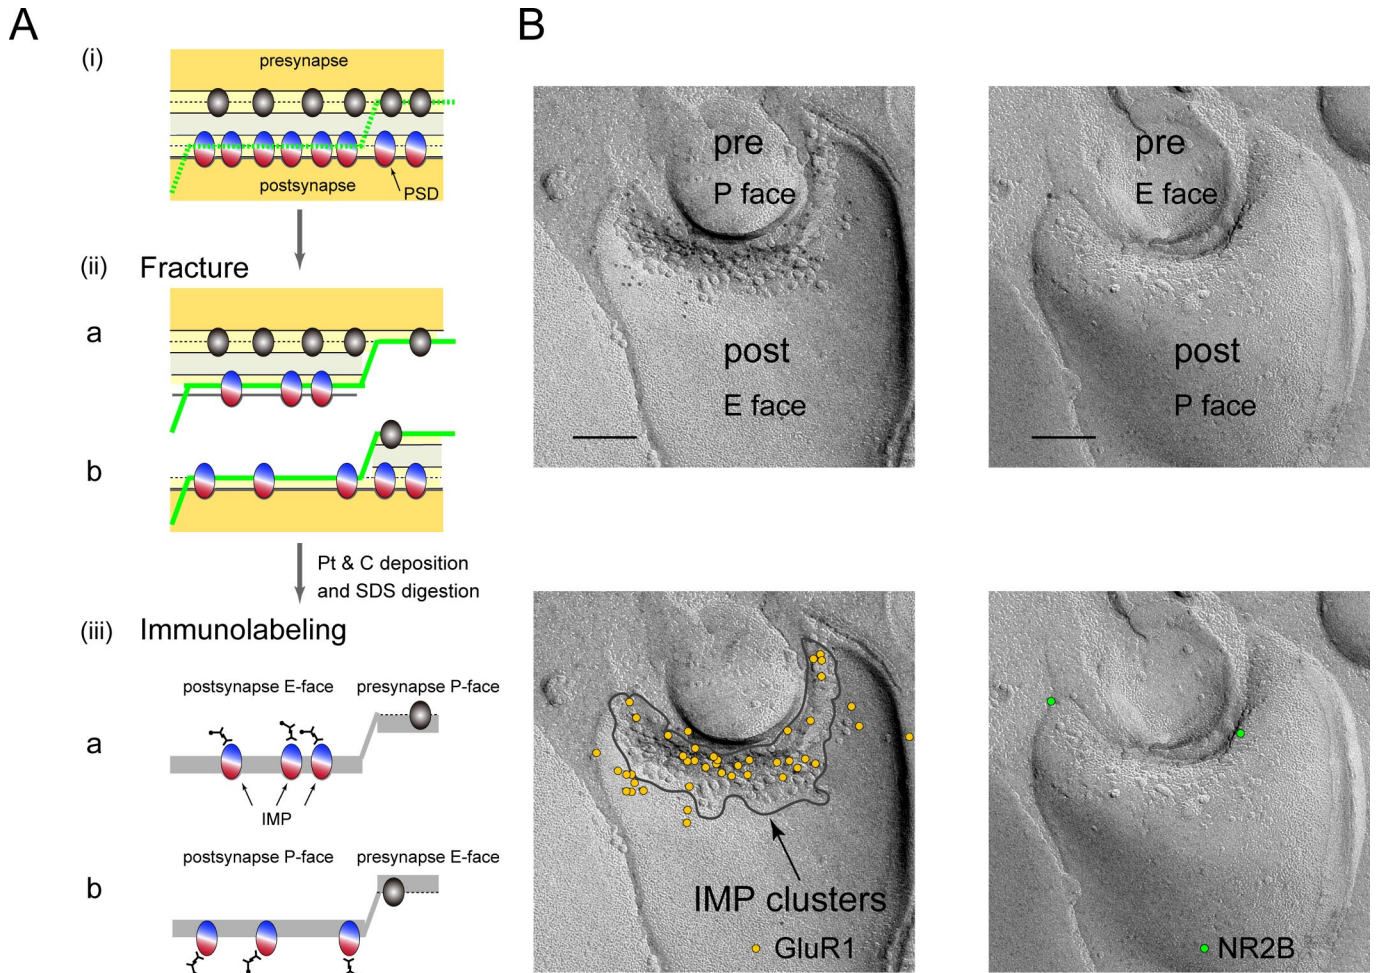 A
(i)
presynapse
postsynapse
PSD
(ii) Fracture
a
b
Pt & C deposition
and SDS digestion
(iii) Immunolabeling
postsynapse E-face presynapse P-face
a
IMP
postsynapse P-face presynapse E-face
b
B
pre
P face
post
E face
pre
E face
post
P face
IMP clusters
GluR1
NR2B